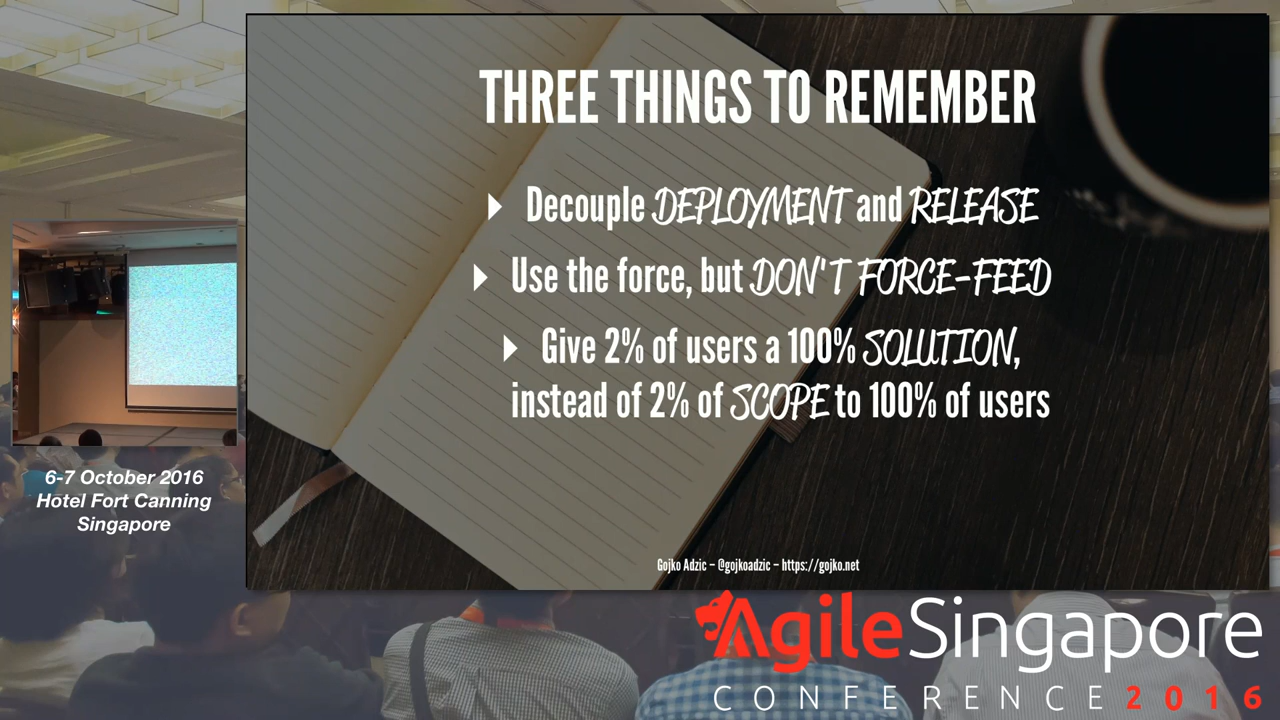 THREE THINGS TO REMEMBER
Decouple DEPLOYMENT and RELEASE
Use the force, but DON'T FORCE-FEED
Give 2% of users a 100% SOLUTION,
instead of 2% of SCOPE to 100% of users
Gojko Adzic – @gojkoadzic – https://gojko.net
6-7 October 2016
Hotel Fort Canning
Singapore
AgileSingapore
CONFERENCE 2016